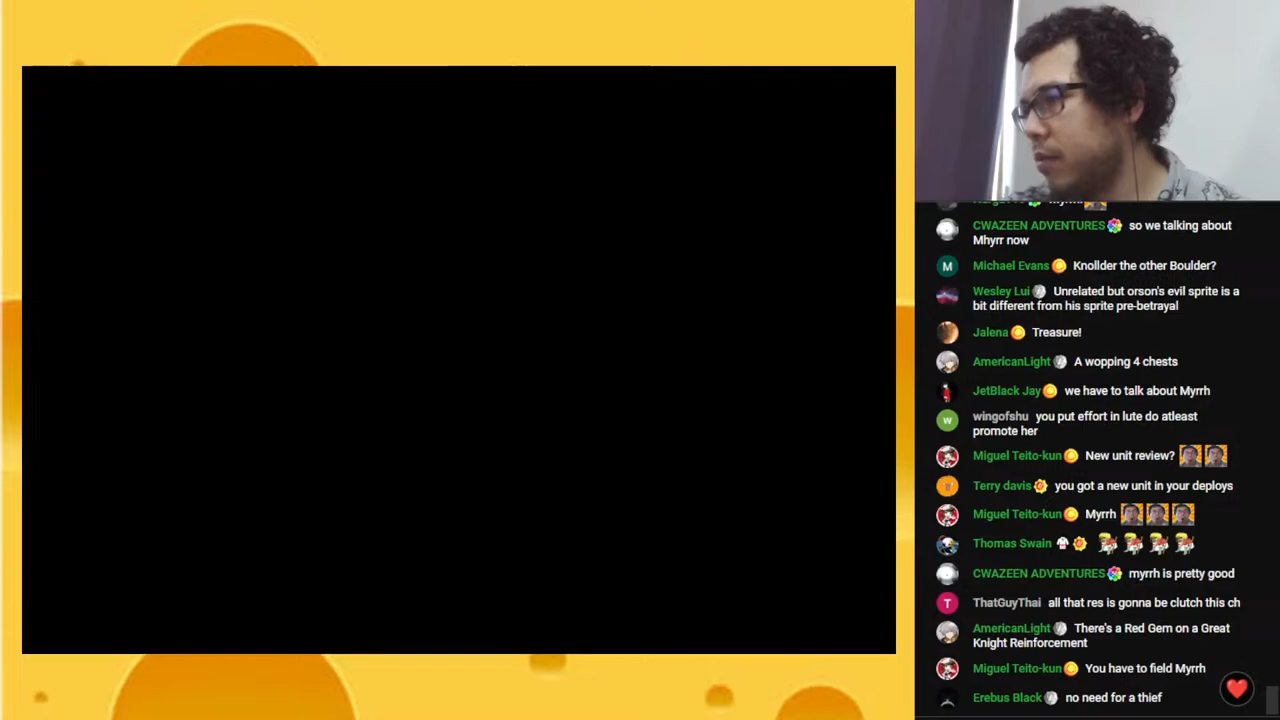 CWAZEEN ADVENTURES so we talking about
Mhyrr now
M
Michael Evans Knollder the other Boulder?
Wesley Lui Unrelated but orson's evil sprite is a
bit different from his sprite pre-betrayal
Jalena Treasure!
AmericanLight A wopping 4 chests
JetBlack Jay we have to talk about Myrrh
w
wingofshu you put effort in lute do atleast
promote her
Miguel Teito-kun New unit review?
Terry davis you got a new unit in your deploys
Miguel Teito-kun Myrrh
Thomas Swain
CWAZEEN ADVENTURES myrrh is pretty good
T
ThatGuyThai all that res is gonna be clutch this ch
AmericanLight There's a Red Gem on a Great
Knight Reinforcement
Miguel Teito-kun You have to field Myrrh
Erebus Black no need for a thief